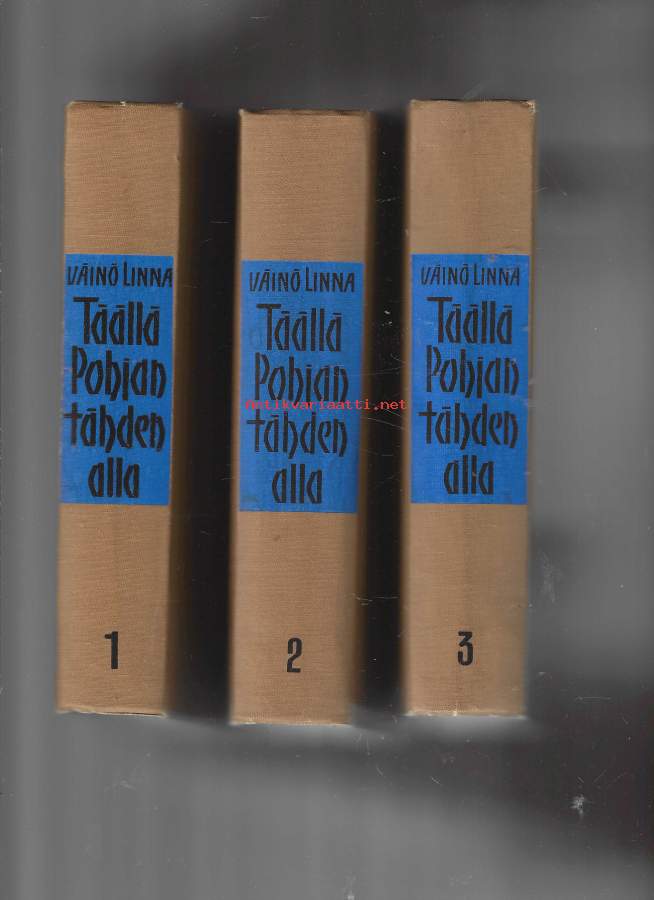 VÄINÖ LINNA
Täällä
Pohjan
tähden
alla
1
VÄINÖ LINNA
Täällä
Pohjan
tähden
alla
2
VÄINÖ LINNA
Täällä
Pohjan
tähden
alla
3
Antikvariaatti.net